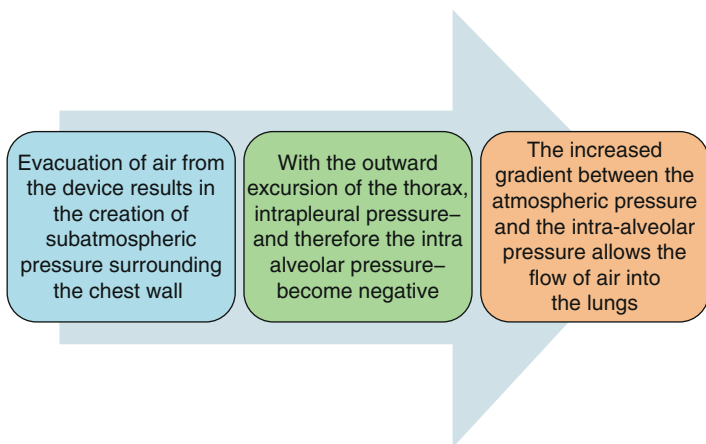 Evacuation of air from
the device results in
the creation of
subatmospheric
pressure surrounding
the chest wall
With the outward
excursion of the thorax,
intrapleural pressure–
and therefore the intra
alveolar pressure–
become negative
The increased
gradient between the
atmospheric pressure
and the intra-alveolar
pressure allows the
flow of air into
the lungs